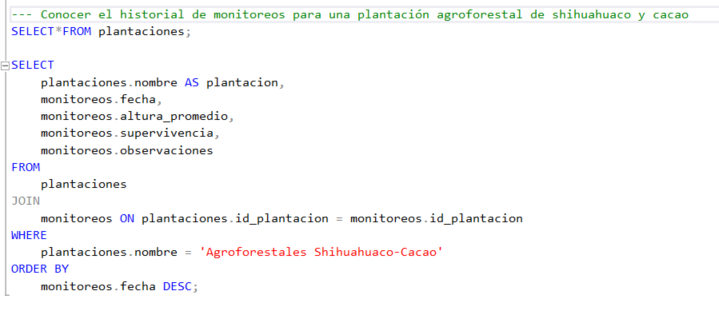 --- Conocer el historial de monitoreos para una plantación agroforestal de shihuahuaco y cacao
SELECT*FROM plantaciones;
SELECT
plantaciones.nombre AS plantacion,
monitoreos.fecha,
monitoreos.altura_promedio,
monitoreos.supervivencia,
monitoreos.observaciones
FROM
plantaciones
JOIN
monitoreos ON plantaciones.id_plantacion = monitoreos.id_plantacion
WHERE
plantaciones.nombre = 'Agroforestales Shihuahuaco-Cacao'
ORDER BY
monitoreos.fecha DESC;